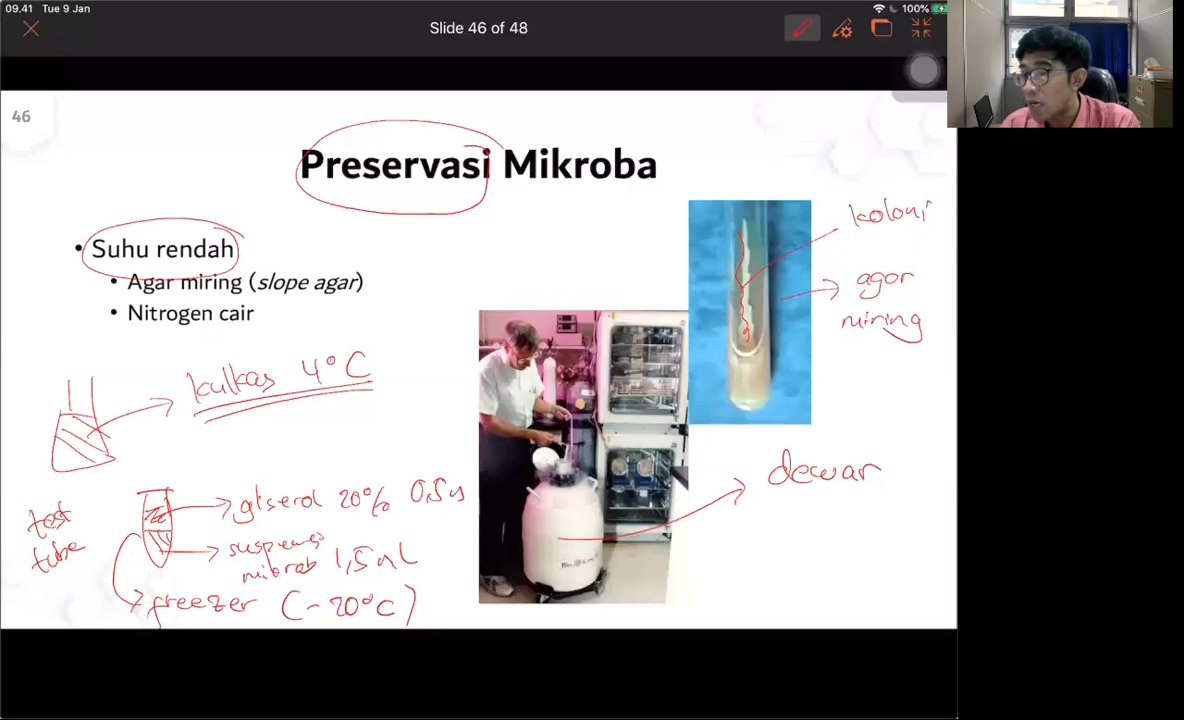 09.41 Tue 9 Jan
100%
Slide 46 of 48
46
Preservasi Mikroba
• Suhu rendah
• Agar miring (slope agar)
• Nitrogen cair
koloni
agar
miring
kulkas 4°C
dewar
test
tube
gliserol 20% 0,5
suspensi
mikrob 1,5 mL
freezer (-20°C)